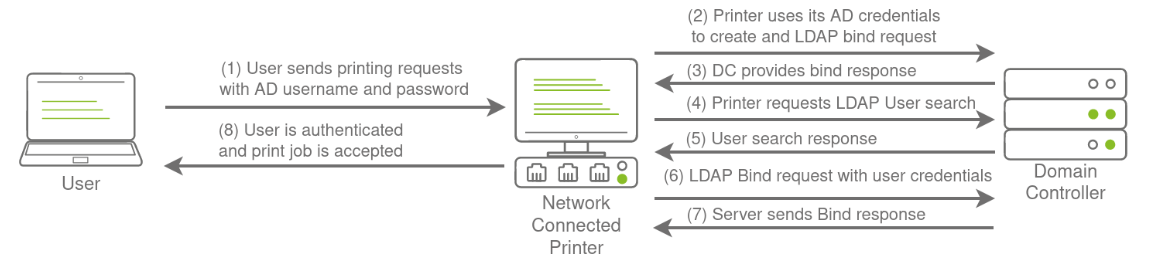 (2) Printer uses its AD credentials
to create and LDAP bind request
(1) User sends printing requests
with AD username and password
(3) DC provides bind response
(4) Printer requests LDAP User search
(8) User is authenticated
and print job is accepted
(5) User search response
(6) LDAP Bind request with user credentials
(7) Server sends Bind response
User
Network
Connected
Printer
Domain
Controller